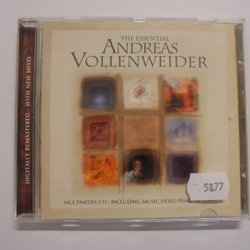 THE ESSENTIAL
ANDREAS
VOLLENWEIDER
DIGITALLY REMASTERED - WITH NEW MIXES
MULTIMEDIA CD - INCLUDING MUSIC VIDEO
5877